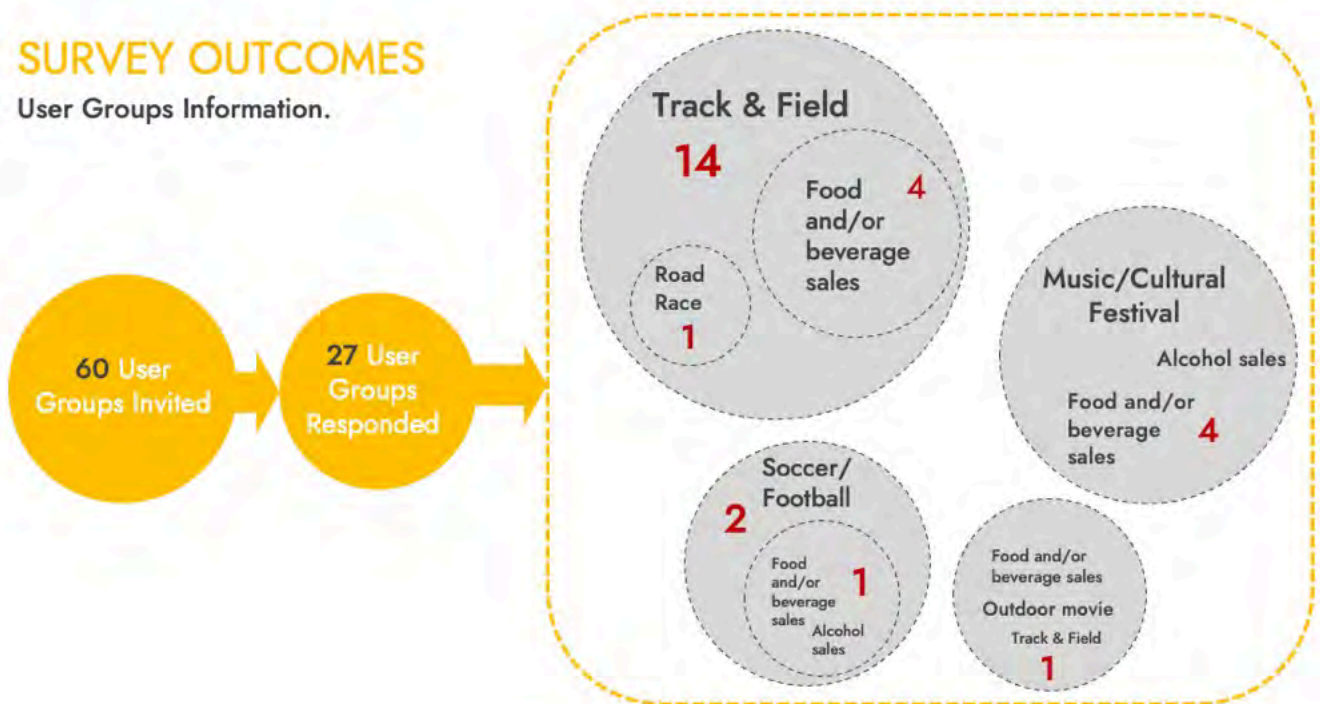 SURVEY OUTCOMES
User Groups Information.
60 User
Groups Invited
27 User
Groups
Responded
Track & Field
14
Food
and/or
beverage
sales
4
Road
Race
1
Music/Cultural
Festival
Alcohol sales
Food and/or
beverage
sales
4
Soccer/
Football
2
Food
and/or
beverage
sales
1
Alcohol
sales
Food and/or
beverage sales
Outdoor movie
Track & Field
1